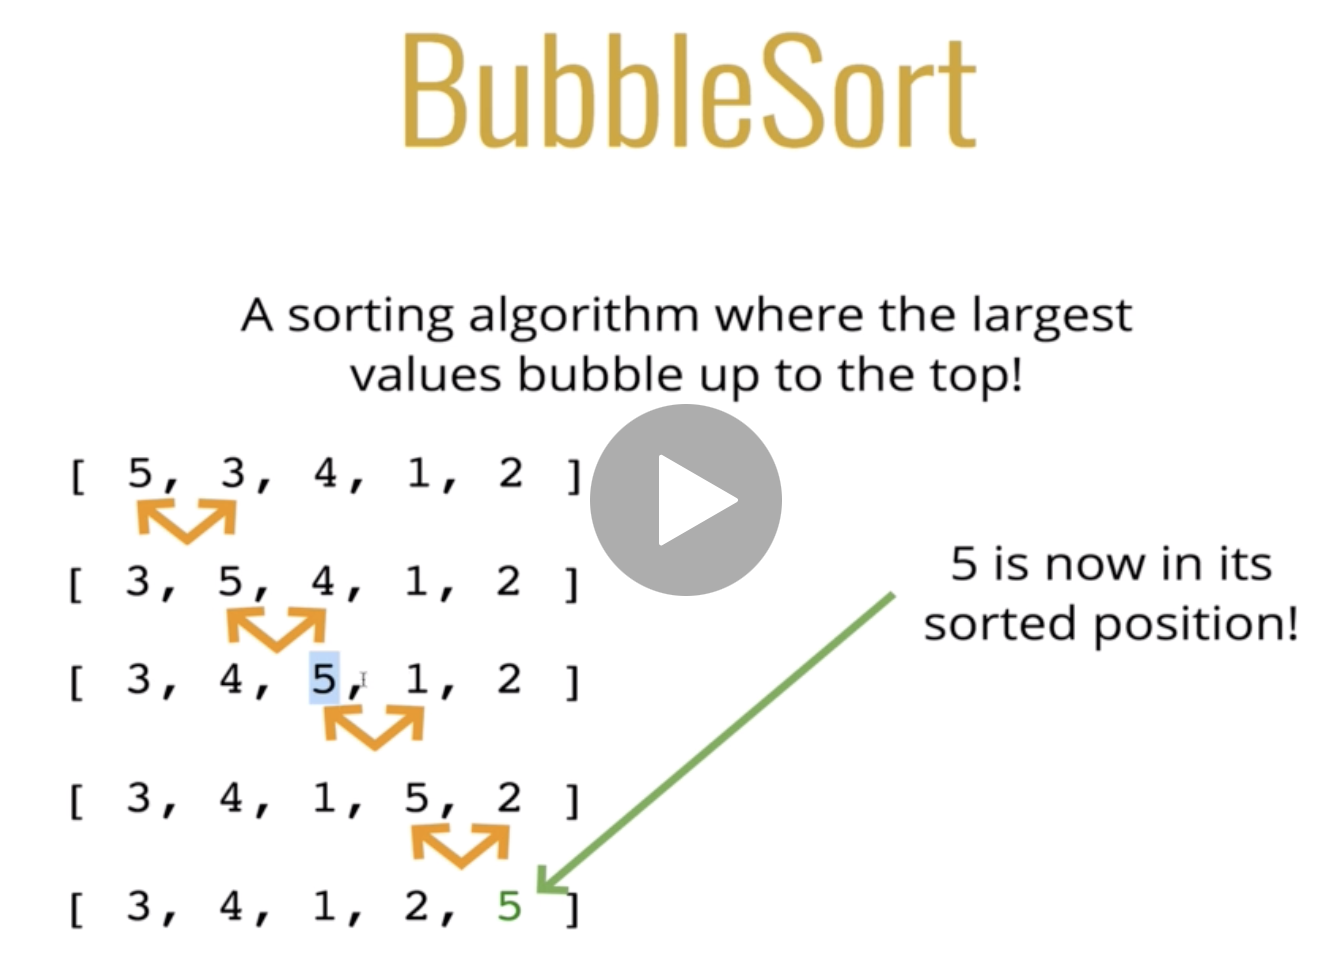 BubbleSort
A sorting algorithm where the largest
values bubble up to the top!
[ 5, 3, 4, 1, 2 ]
[ 3, 5, 4, 1, 2 ]
[ 3, 4, 5, 1, 2 ]
[ 3, 4, 1, 5, 2 ]
[ 3, 4, 1, 2, 5 ]
5 is now in its
sorted position!